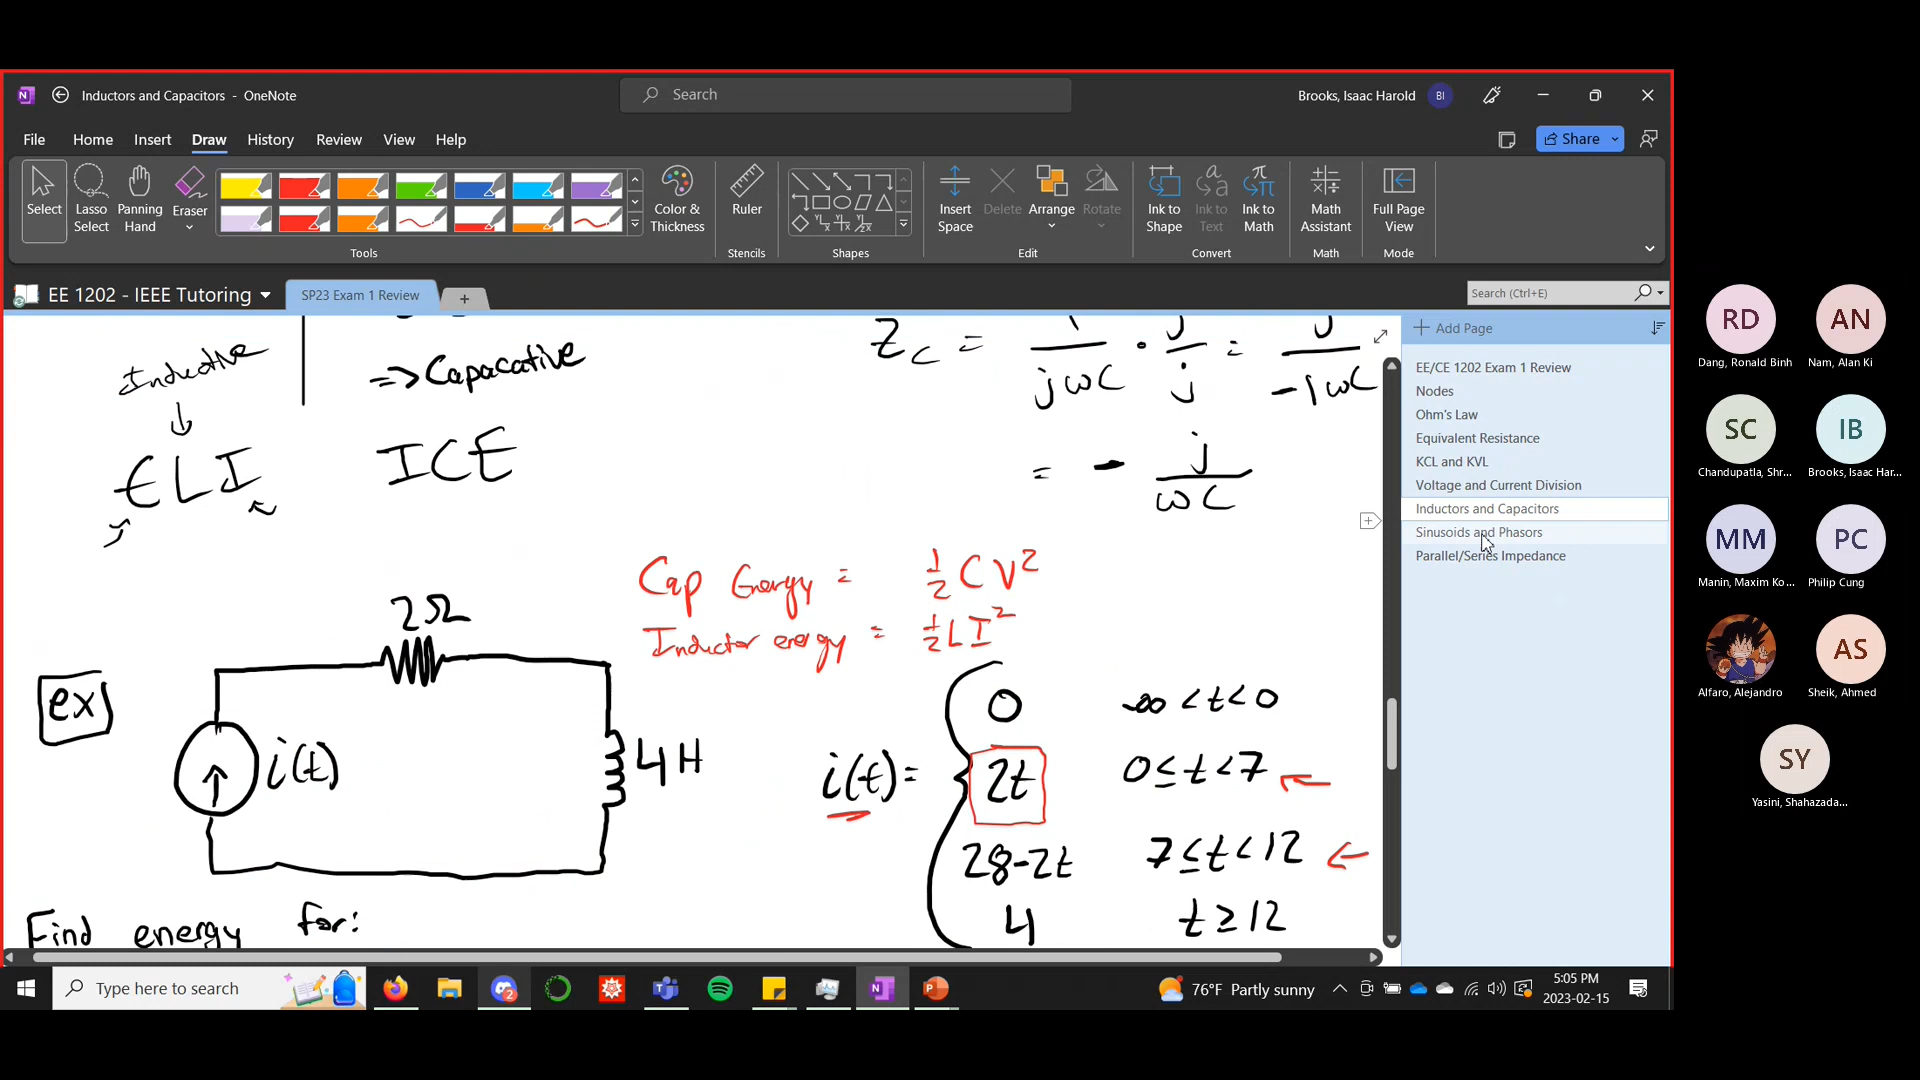 Inductors and Capacitors - OneNote
Search
Brooks, Isaac Harold
BI
File Home Insert Draw History Review View Help
Share
Select
Lasso Select
Panning Hand
Eraser
Color & Thickness
Ruler
Insert Space
Delete
Arrange
Rotate
Ink to Shape
Ink to Text
Ink to Math
Math Assistant
Full Page View
Tools
Stencils
Shapes
Edit
Convert
Math
Mode
EE 1202 - IEEE Tutoring
SP23 Exam 1 Review
Search (Ctrl+E)
Add Page
EE/CE 1202 Exam 1 Review
Nodes
Ohm's Law
Equivalent Resistance
KCL and KVL
Voltage and Current Division
Inductors and Capacitors
Sinusoids and Phasors
Parallel/Series Impedance
Inductive
=> Capacative
ELI
ICE
Z_C = / jωC · j / j = j / -1ωC
= - j / ωC
Cap Energy = 1/2 CV²
Inductor energy = 1/2 LI²
ex
2Ω
i(t)
4H
i(t) = {
0 -∞ < t < 0
2t 0 ≤ t < 7
28-2t 7 ≤ t < 12
4 t ≥ 12
Find energy for:
RD
Dang, Ronald Binh
AN
Nam, Alan Ki
SC
Chandupatla, Shr...
IB
Brooks, Isaac Har...
MM
Manin, Maxim Ko...
PC
Philip Cung
Alfaro, Alejandro
AS
Sheik, Ahmed
SY
Yasini, Shahazada...
Type here to search
76°F Partly sunny
5:05 PM
2023-02-15